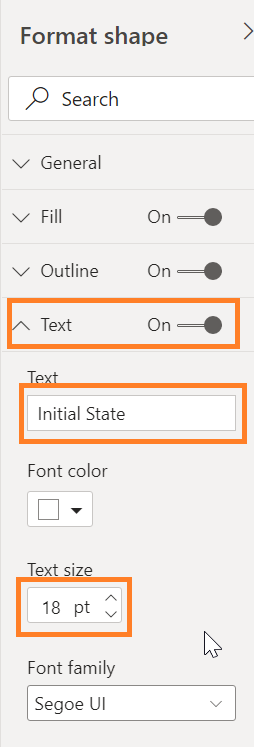 Format shape
Search
General
Fill On
Outline On
Text On
Text
Initial State
Font color
Text size
18 pt
Font family
Segoe UI